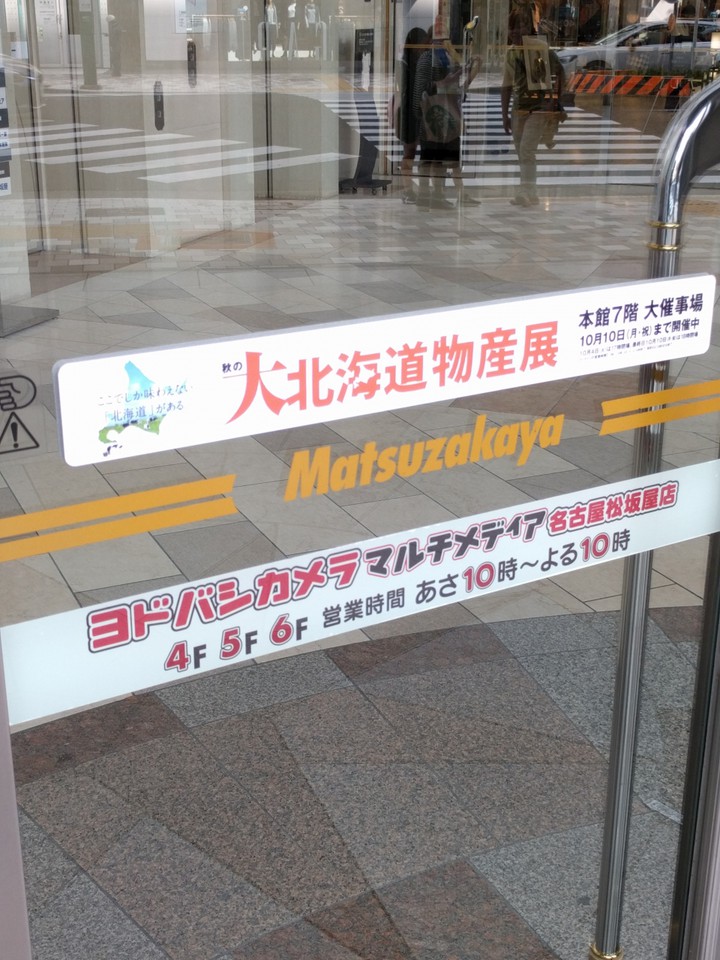 ここでしか味わえない
「北海道」がある
秋の
大北海道物産展
本館7階 大催事場
10月10日(月・祝)まで開催中
Matsuzakaya
ヨドバシカメラ マルチメディア 名古屋松坂屋店
4F 5F 6F 営業時間 あさ10時～よる10時